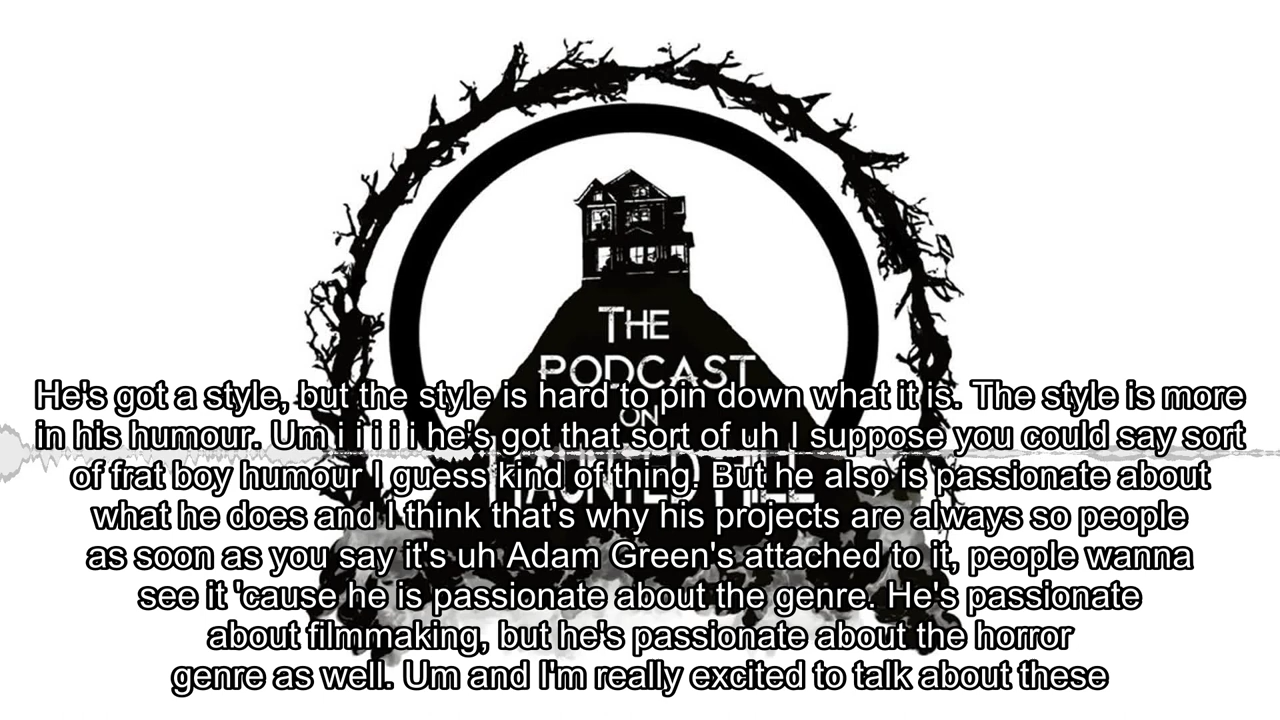 THE
PODCAST
ON
HAUNTED HILL
He's got a style, but the style is hard to pin down what it is. The style is more
in his humour. Um i i i i i he's got that sort of uh I suppose you could say sort
of frat boy humour I guess kind of thing. But he also is passionate about
what he does and I think that's why his projects are always so people
as soon as you say it's uh Adam Green's attached to it, people wanna
see it 'cause he is passionate about the genre. He's passionate
about filmmaking, but he's passionate about the horror
genre as well. Um and I'm really excited to talk about these